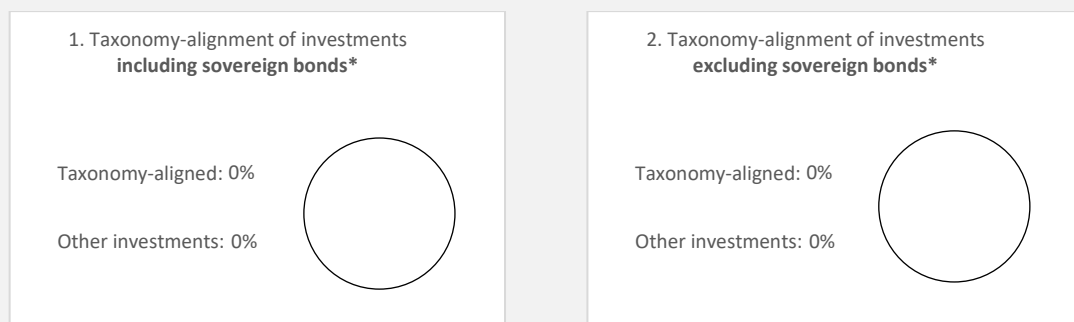 1. Taxonomy-alignment of investments
including sovereign bonds*
Taxonomy-aligned: 0%
Other investments: 0%
2. Taxonomy-alignment of investments
excluding sovereign bonds*
Taxonomy-aligned: 0%
Other investments: 0%